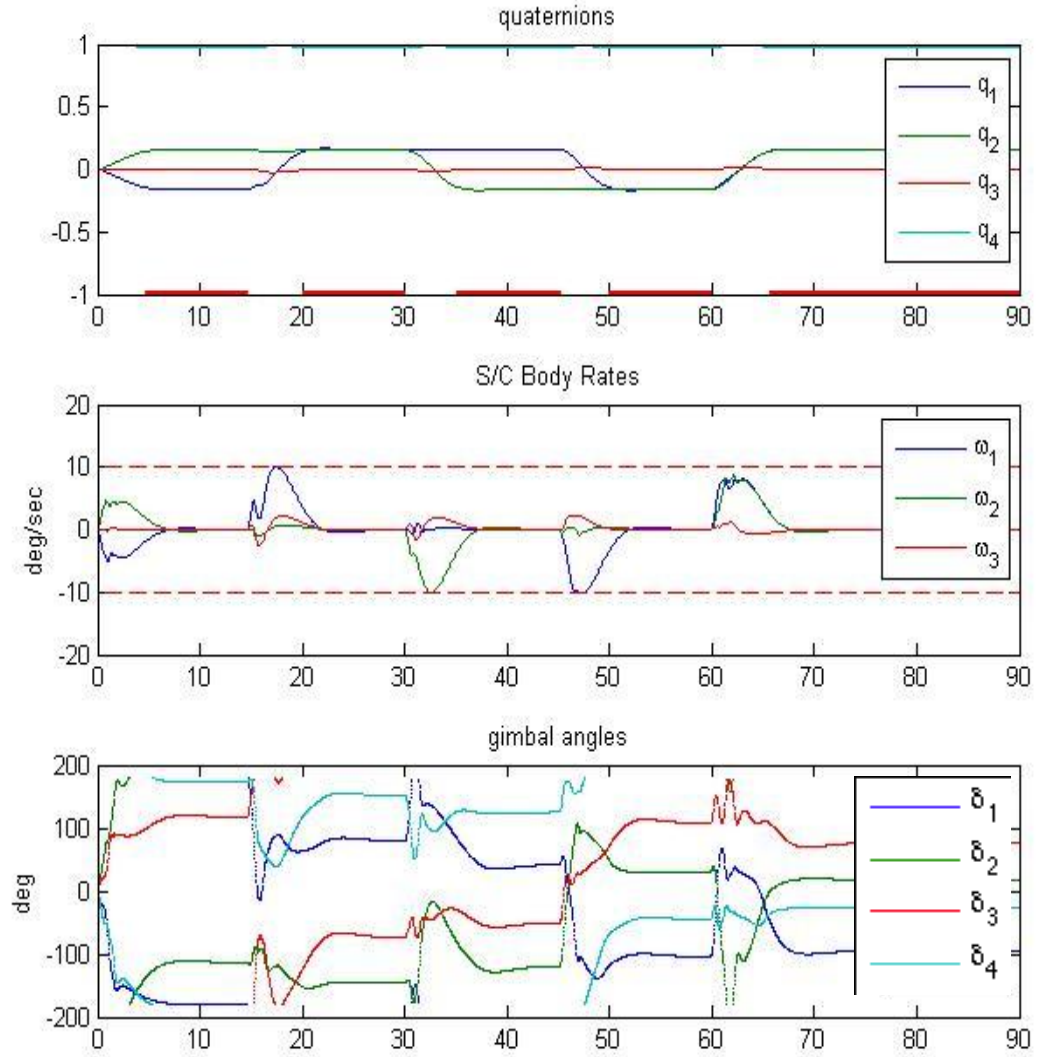 quaternions
1
0.5
0
-0.5
-1
0 10 20 30 40 50 60 70 80 90
q1
q2
q3
q4
S/C Body Rates
20
10
0
-10
-20
deg/sec
0 10 20 30 40 50 60 70 80 90
ω1
ω2
ω3
gimbal angles
200
100
0
-100
-200
deg
0 10 20 30 40 50 60 70 80 90
δ1
δ2
δ3
δ4